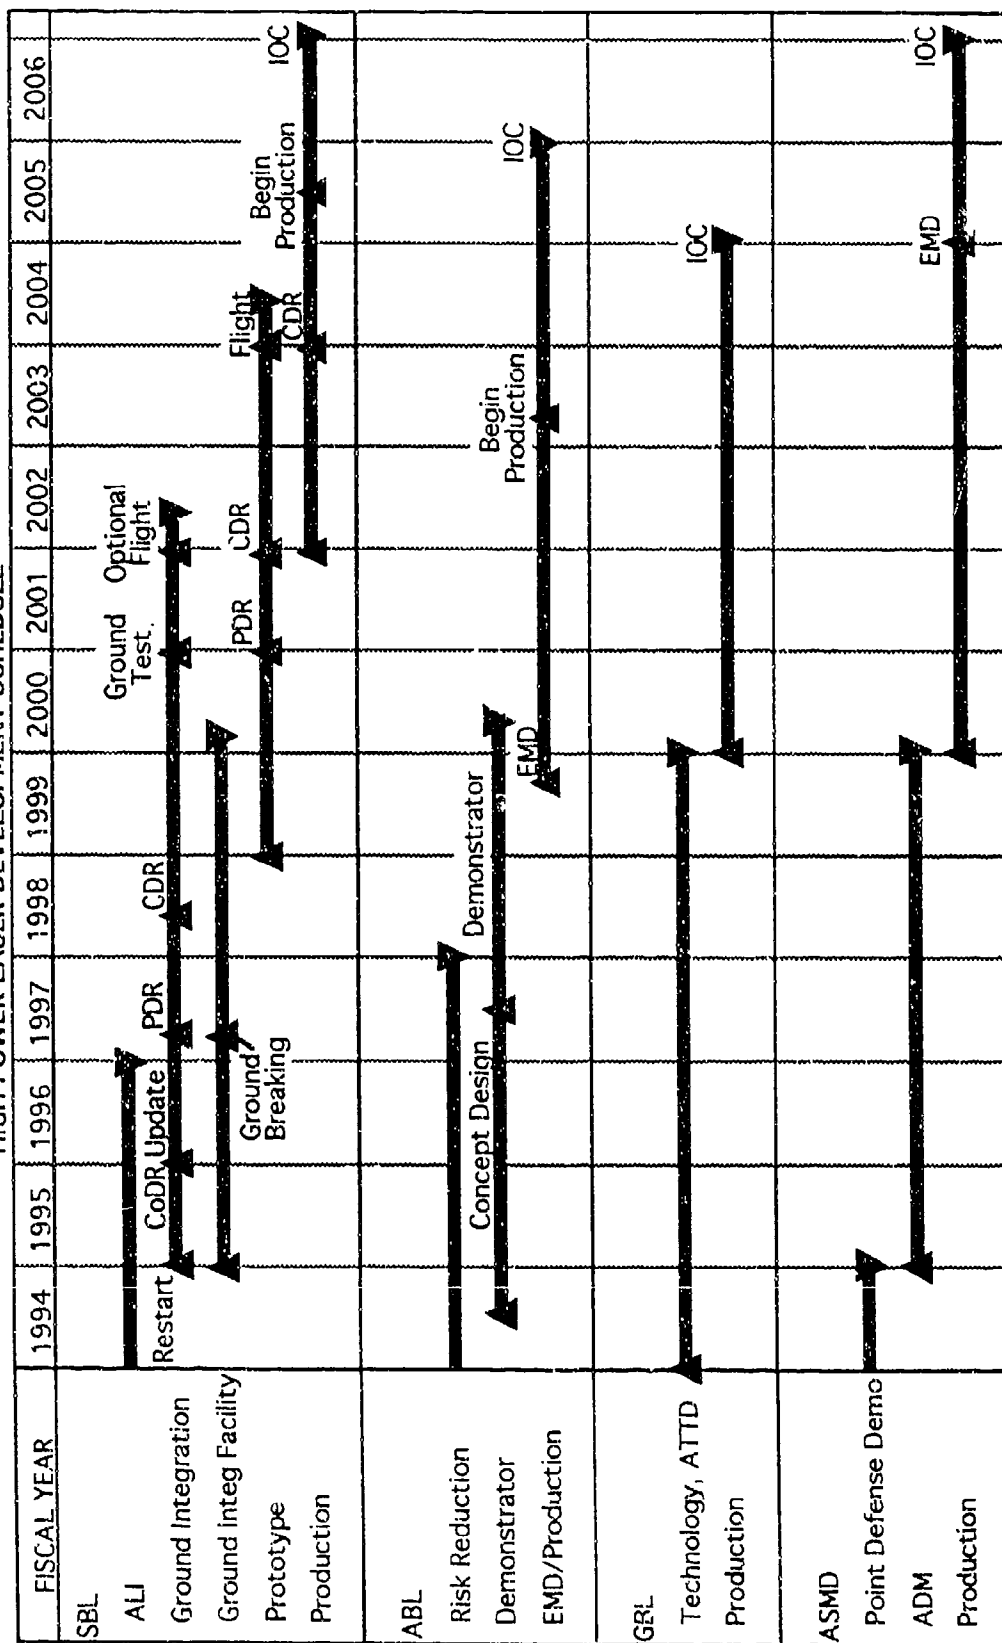 FISCAL YEAR 1994 1995 1996 1997 1998 1999 2000 2001 2002 2003 2004 2005 2006
SBL
ALI
Restart CoDR Update PDR CDR Ground Test. Optional Flight
Ground Integration
Ground Integ Facility
Ground Breaking
PDR CDR Flight
Prototype
CDR Begin Production IOC
Production
ABL
Risk Reduction
Concept Design Demonstrator
Demonstrator
EMD Begin Production IOC
EMD/Production
GBL
Technology, ATTD
IOC
Production
ASMD
Point Defense Demo
ADM
EMD IOC
Production